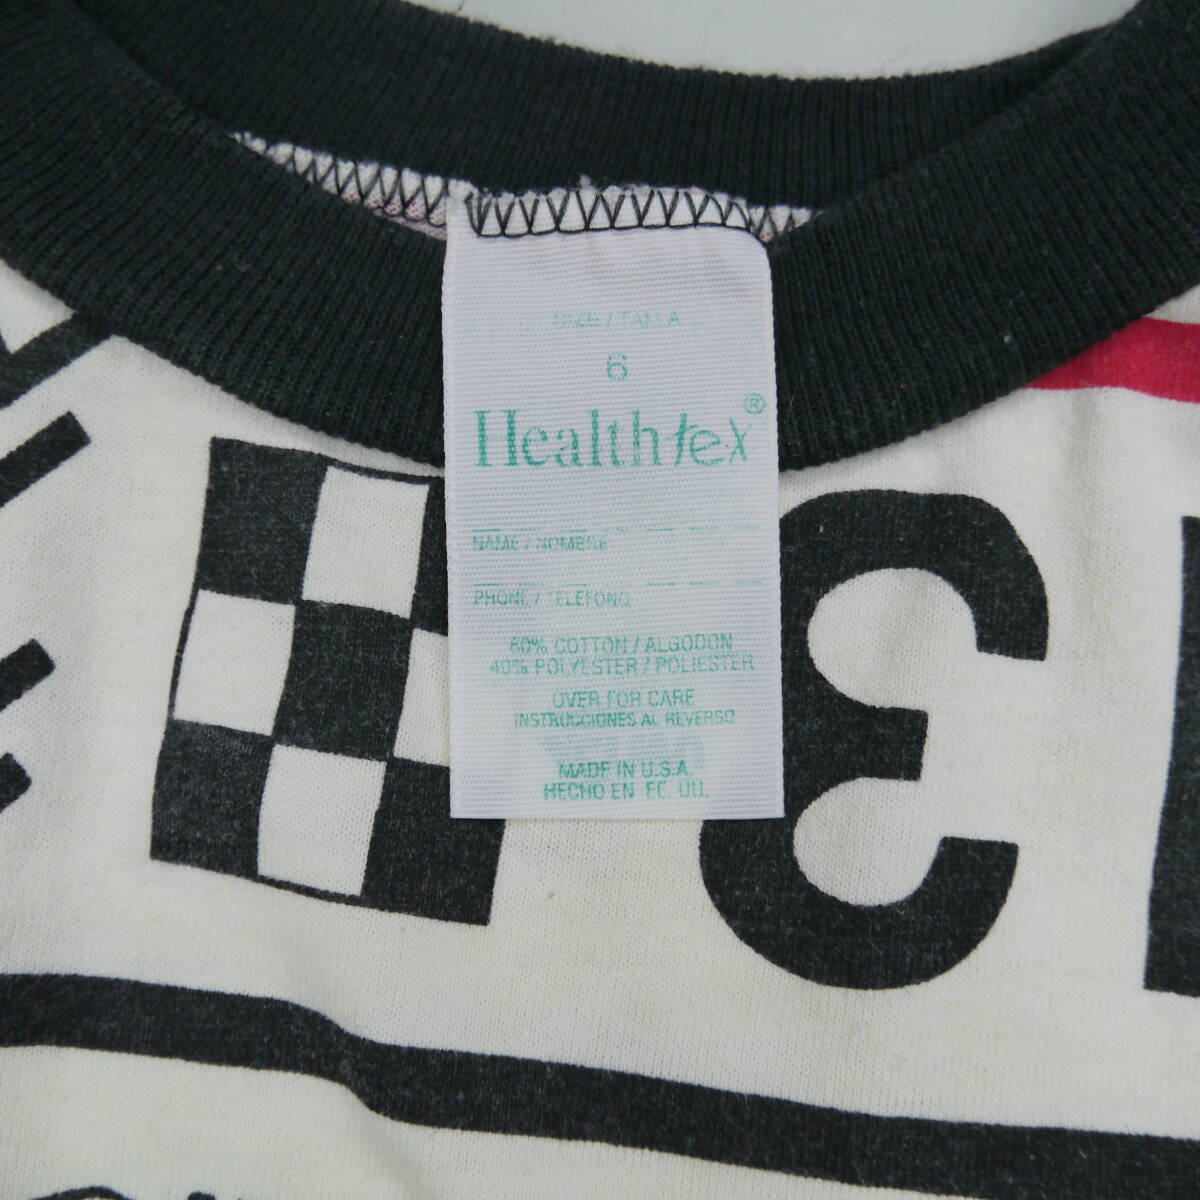 SIZE / TALLA
6
Healthtex®
NAME / NOMBRE
PHONE / TELEFONO
60% COTTON / ALGODON
40% POLYESTER / POLIESTER
OVER FOR CARE
INSTRUCCIONES AL REVERSO
MADE IN U.S.A.
HECHO EN EE. UU.